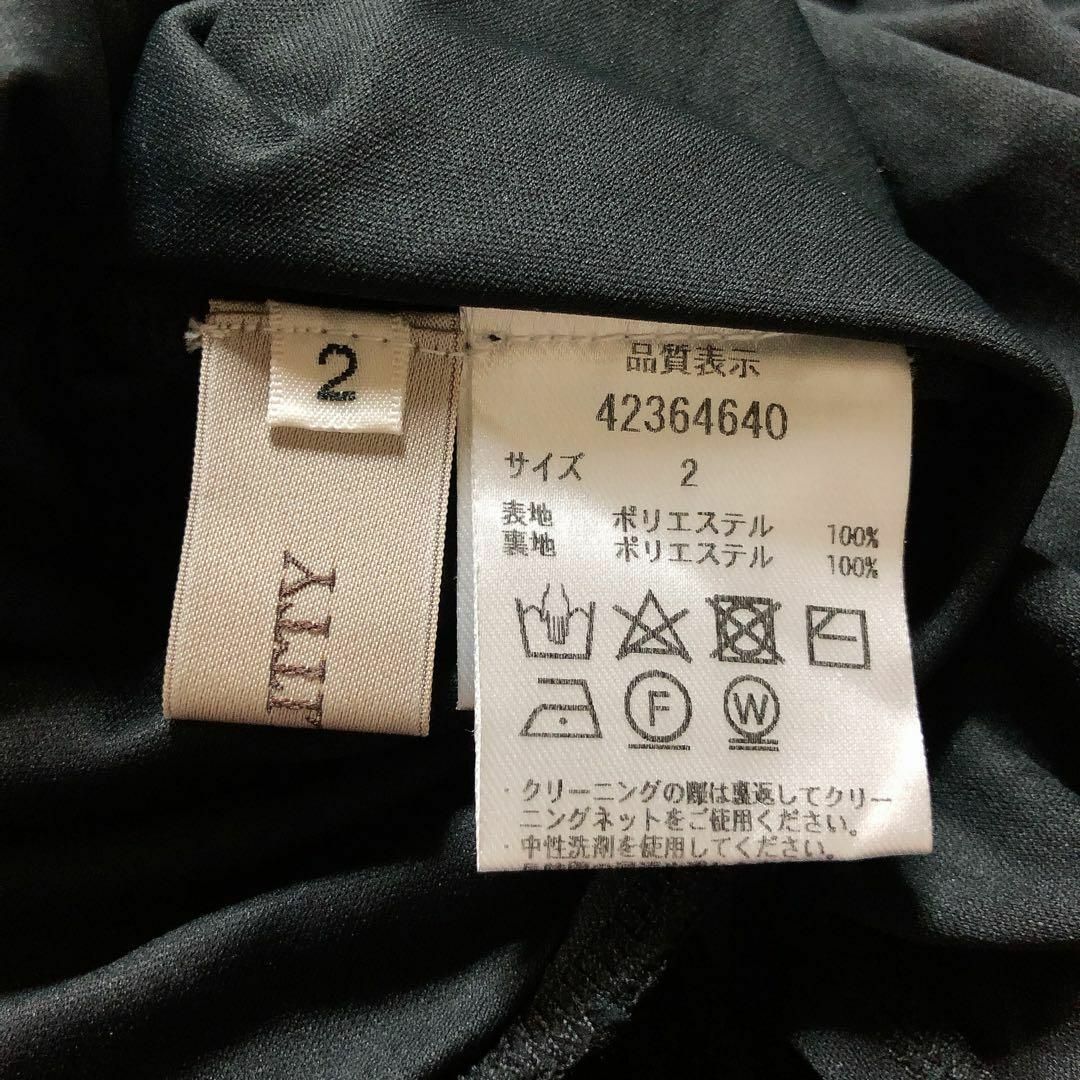 2
ITTY
品質表示
42364640
サイズ 2
表地 ポリエステル 100%
裏地 ポリエステル 100%
F W
・クリーニングの際は裏返してクリー
ニングネットをご使用ください。
・中性洗剤を使用してください。